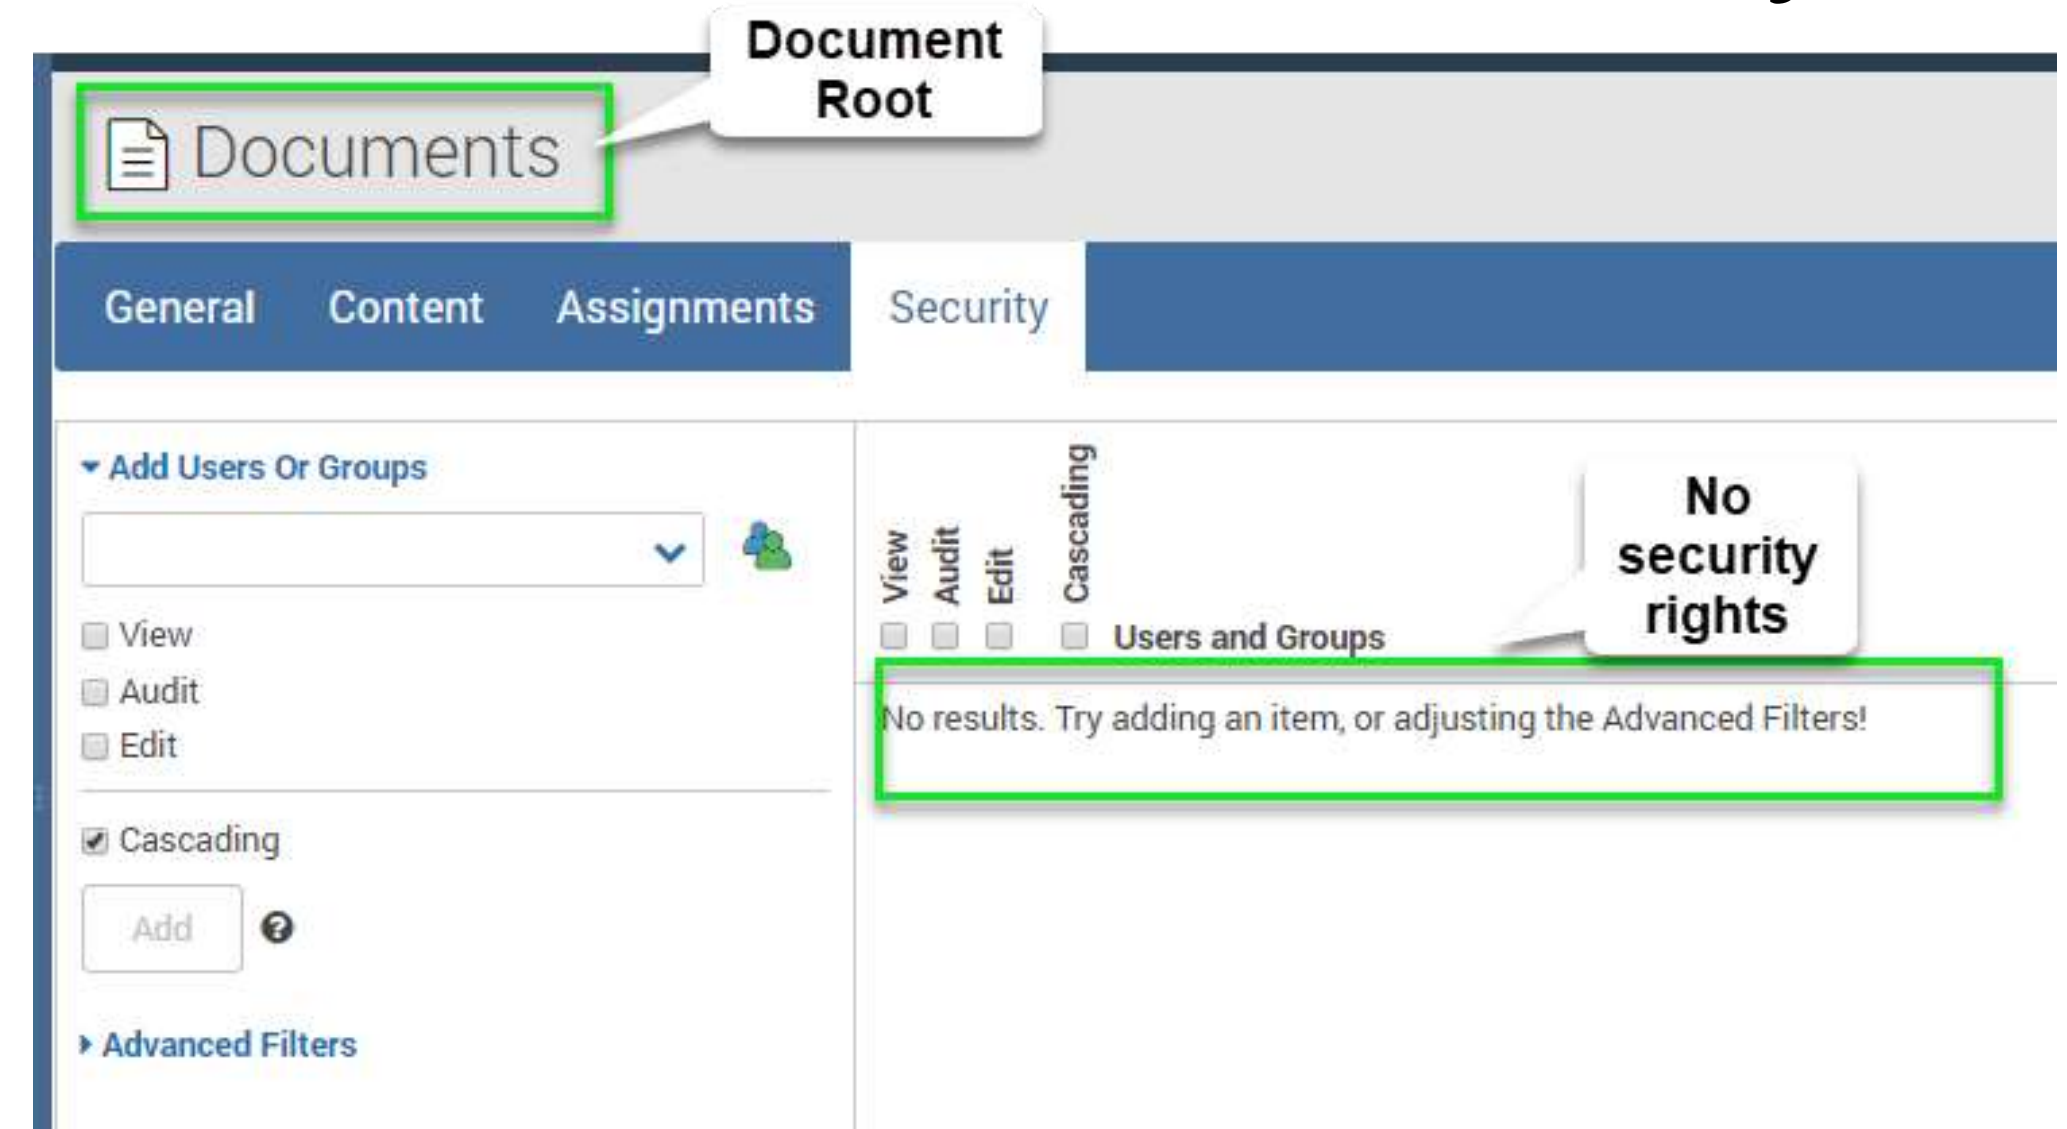 Document
Root
Documents
General Content Assignments Security
Add Users Or Groups
View
Audit
Edit
Cascading
Add
Advanced Filters
View Audit Edit Cascading
Users and Groups
No results. Try adding an item, or adjusting the Advanced Filters!
No
security
rights